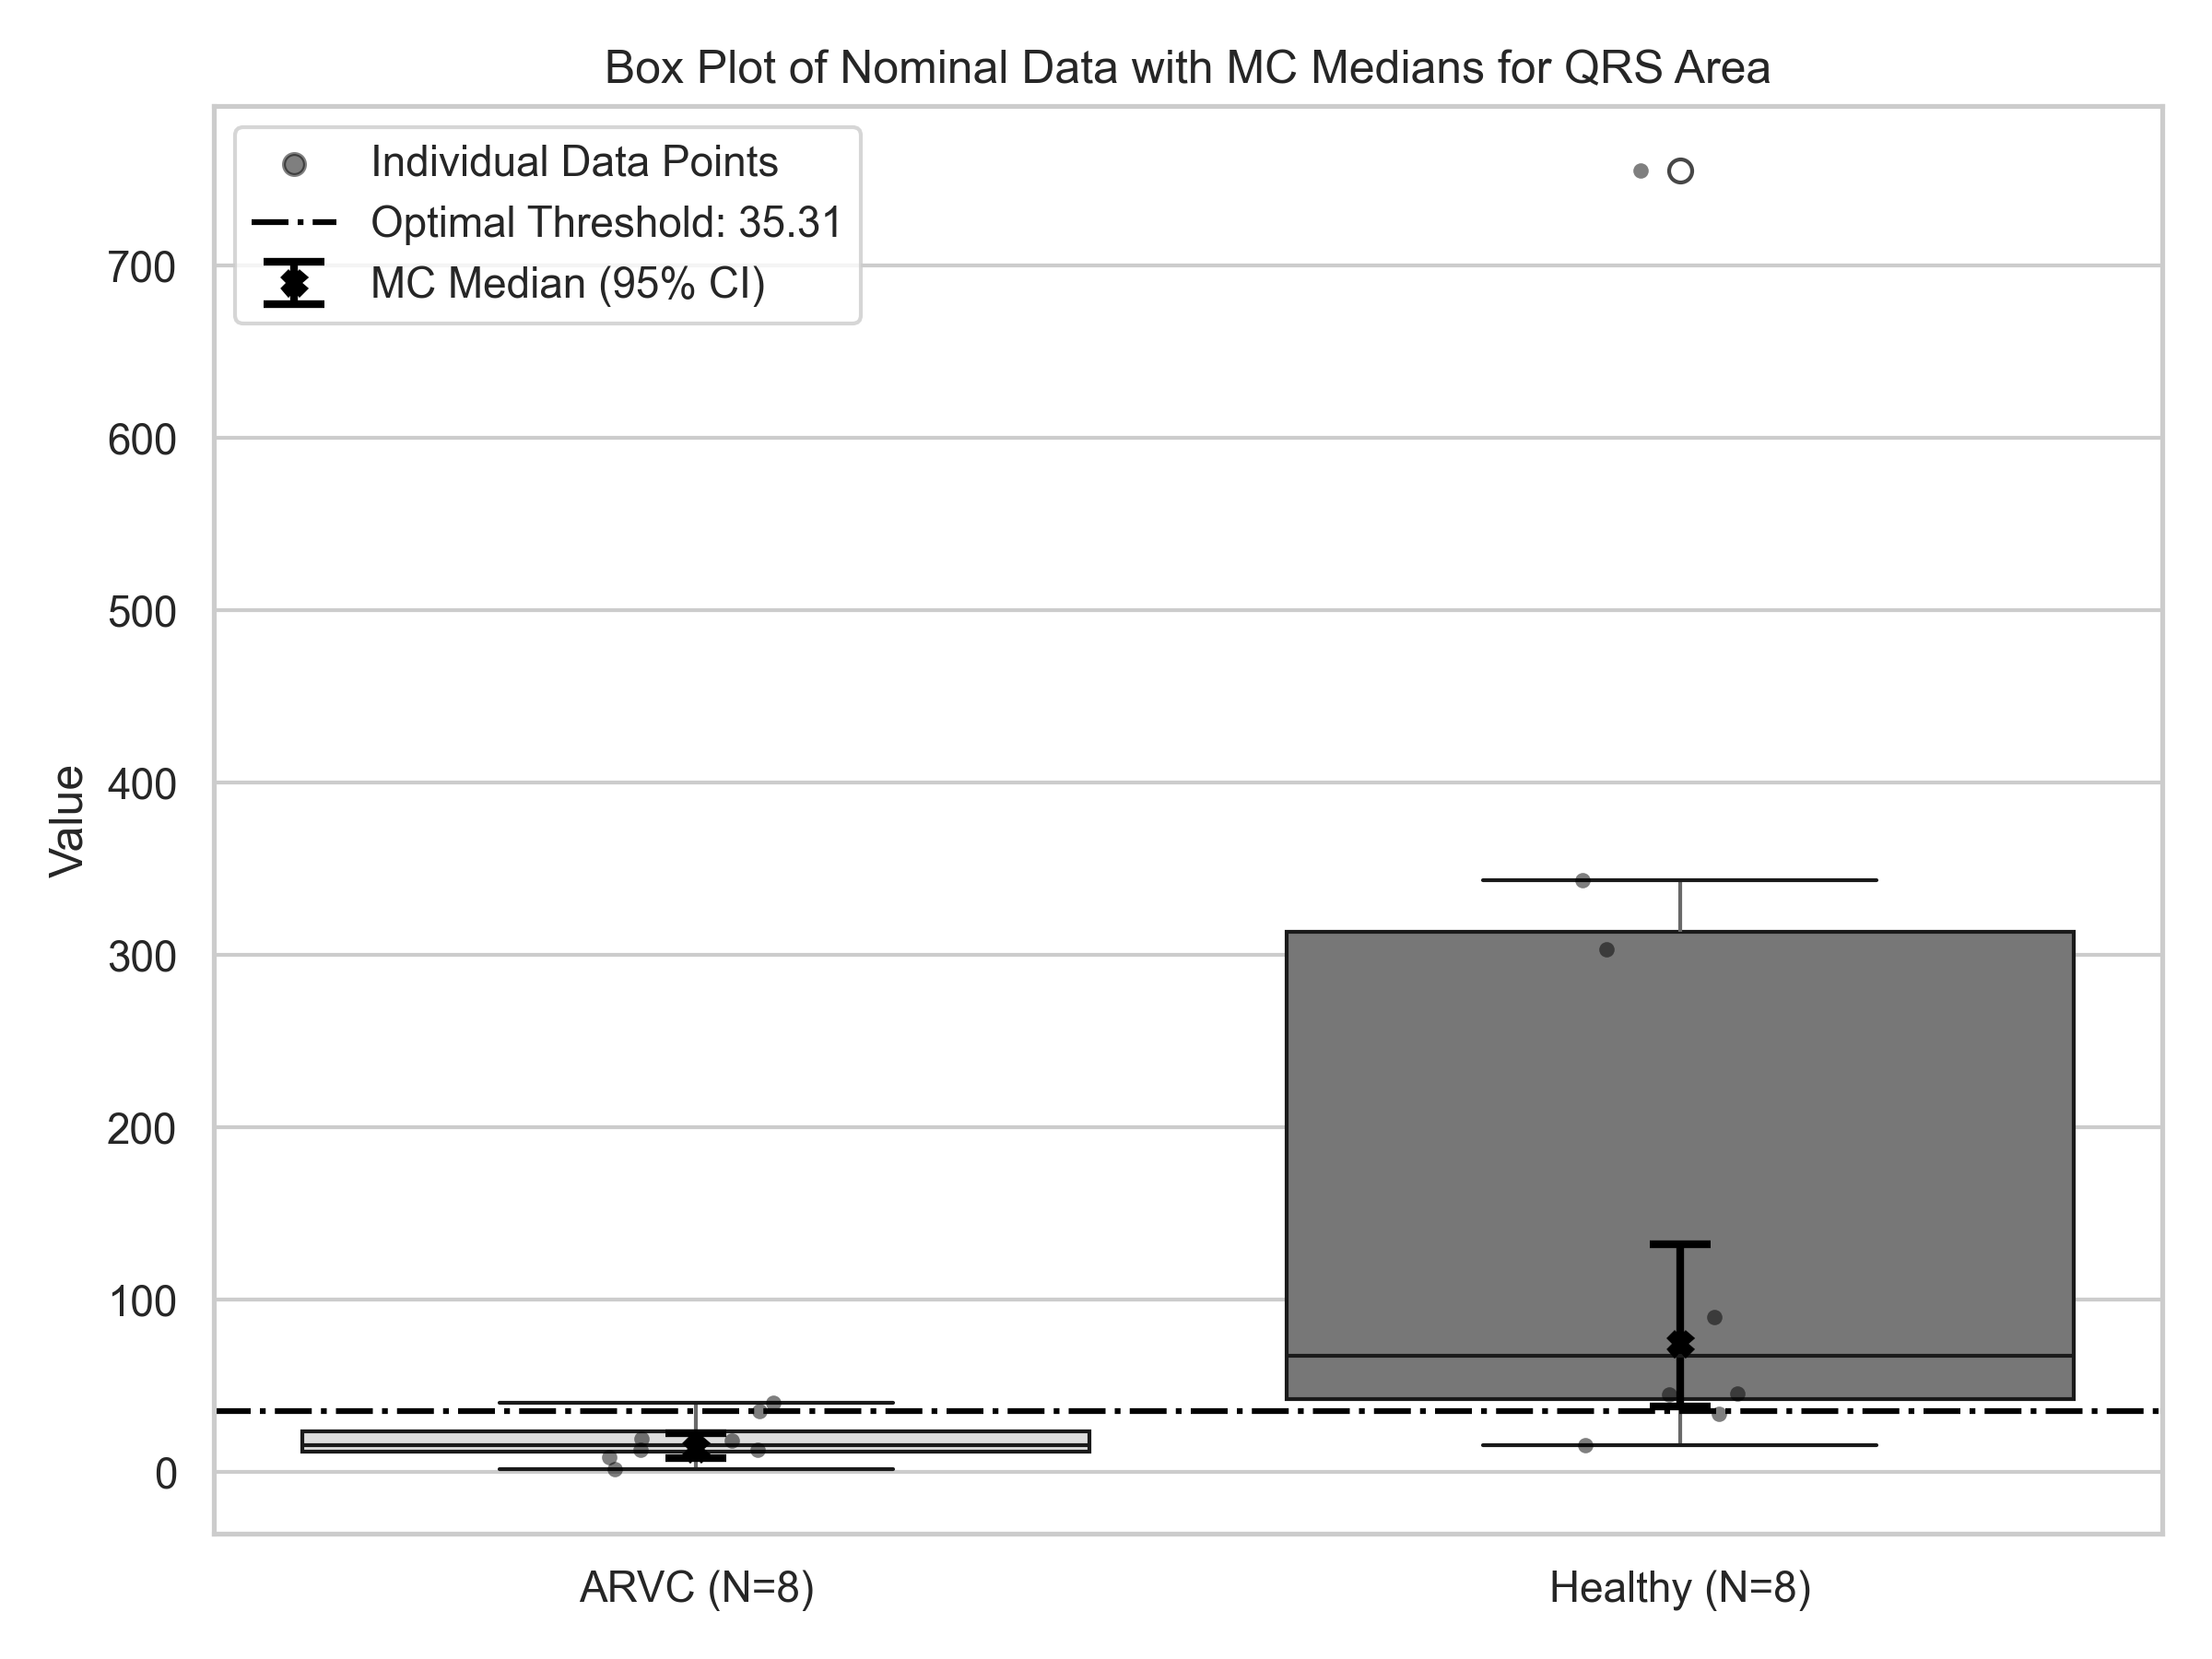 Box Plot of Nominal Data with MC Medians for QRS Area
Individual Data Points
Optimal Threshold: 35.31
MC Median (95% CI)
Value
700
600
500
400
300
200
100
0
ARVC (N=8)
Healthy (N=8)